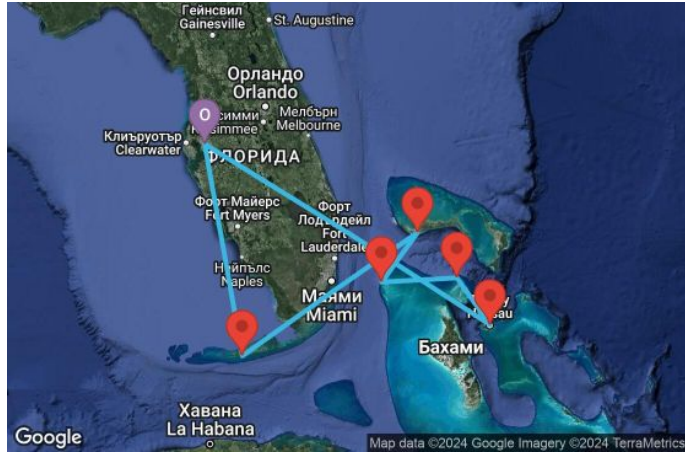 Гейнсвил
Gainesville
St. Augustine
Орландо
Orlando
Мелбърн
Melbourne
О
Клиъруотър
Clearwater
ФЛОРИДА
Форт Майерс
Fort Myers
Форт
Лодърдейл
Fort
Lauderdale
Нейпълс
Naples
Маями
Miami
Бахами
Хавана
La Habana
Google
Map data ©2024 Google Imagery ©2024 TerraMetrics